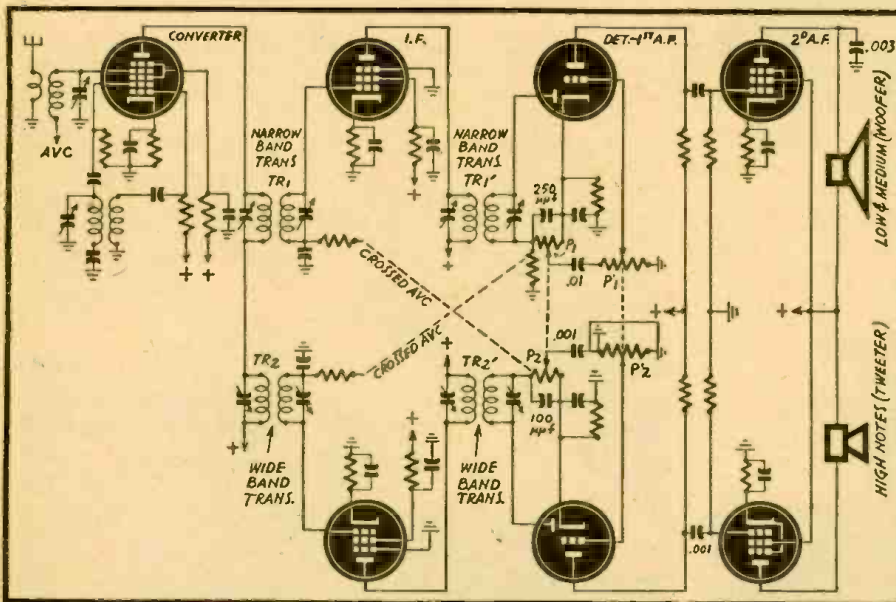 CONVERTER
I.F.
DET.-1ST A.F.
2D A.F.
.003
AVC
NARROW
BAND
TRANS
TR1
NARROW
BAND
TRANS
TR1'
250
μμf
P1
.01
P'1
LOW & MEDIUM (WOOFER)
CROSSED AVC
CROSSED AVC
TR2
TR2'
P2
.001
P'2
100
μμf
WIDE
BAND
TRANS.
WIDE
BAND
TRANS.
.001
HIGH NOTES (TWEETER)